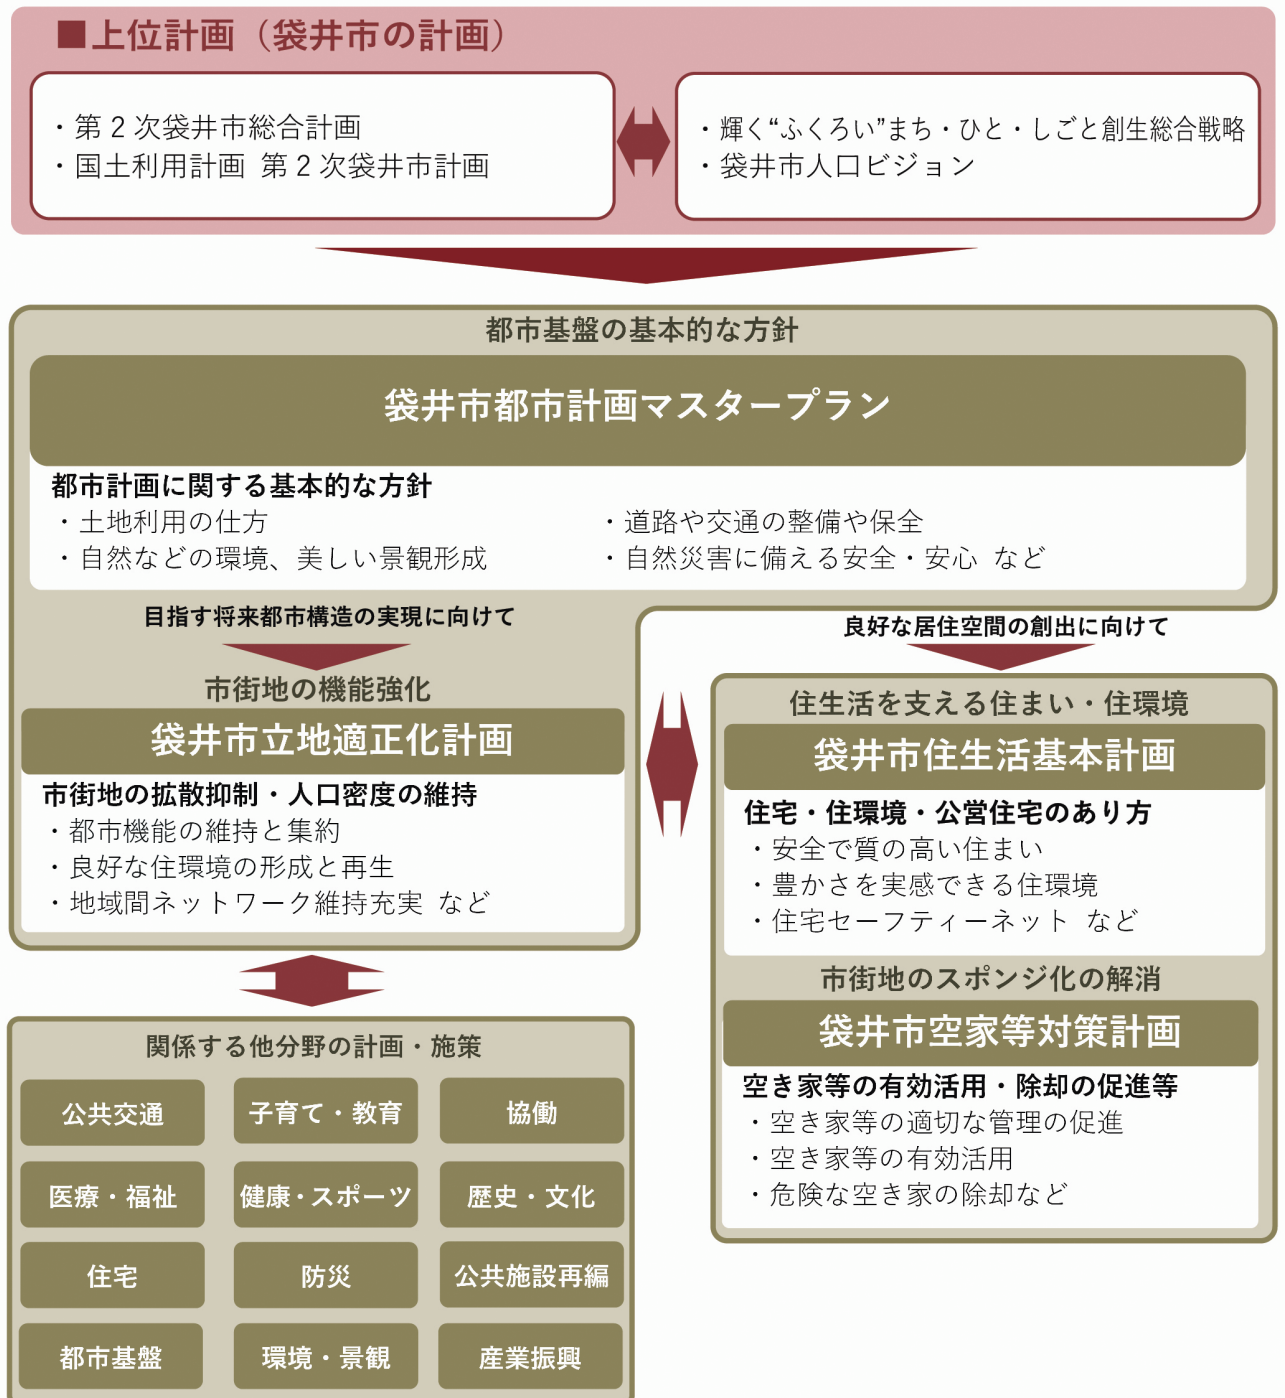 ■上位計画（袋井市の計画）
・第2次袋井市総合計画
・国土利用計画 第2次袋井市計画
・輝く“ふくろい”まち・ひと・しごと創生総合戦略
・袋井市人口ビジョン
都市基盤の基本的な方針
袋井市都市計画マスタープラン
都市計画に関する基本的な方針
・土地利用の仕方
・自然などの環境、美しい景観形成
・道路や交通の整備や保全
・自然災害に備える安全・安心 など
目指す将来都市構造の実現に向けて
市街地の機能強化
袋井市立地適正化計画
市街地の拡散抑制・人口密度の維持
・都市機能の維持と集約
・良好な住環境の形成と再生
・地域間ネットワーク維持充実 など
良好な居住空間の創出に向けて
住生活を支える住まい・住環境
袋井市住生活基本計画
住宅・住環境・公営住宅のあり方
・安全で質の高い住まい
・豊かさを実感できる住環境
・住宅セーフティーネット など
市街地のスポンジ化の解消
袋井市空家等対策計画
空き家等の有効活用・除却の促進等
・空き家等の適切な管理の促進
・空き家等の有効活用
・危険な空き家の除却など
関係する他分野の計画・施策
公共交通
子育て・教育
協働
医療・福祉
健康・スポーツ
歴史・文化
住宅
防災
公共施設再編
都市基盤
環境・景観
産業振興